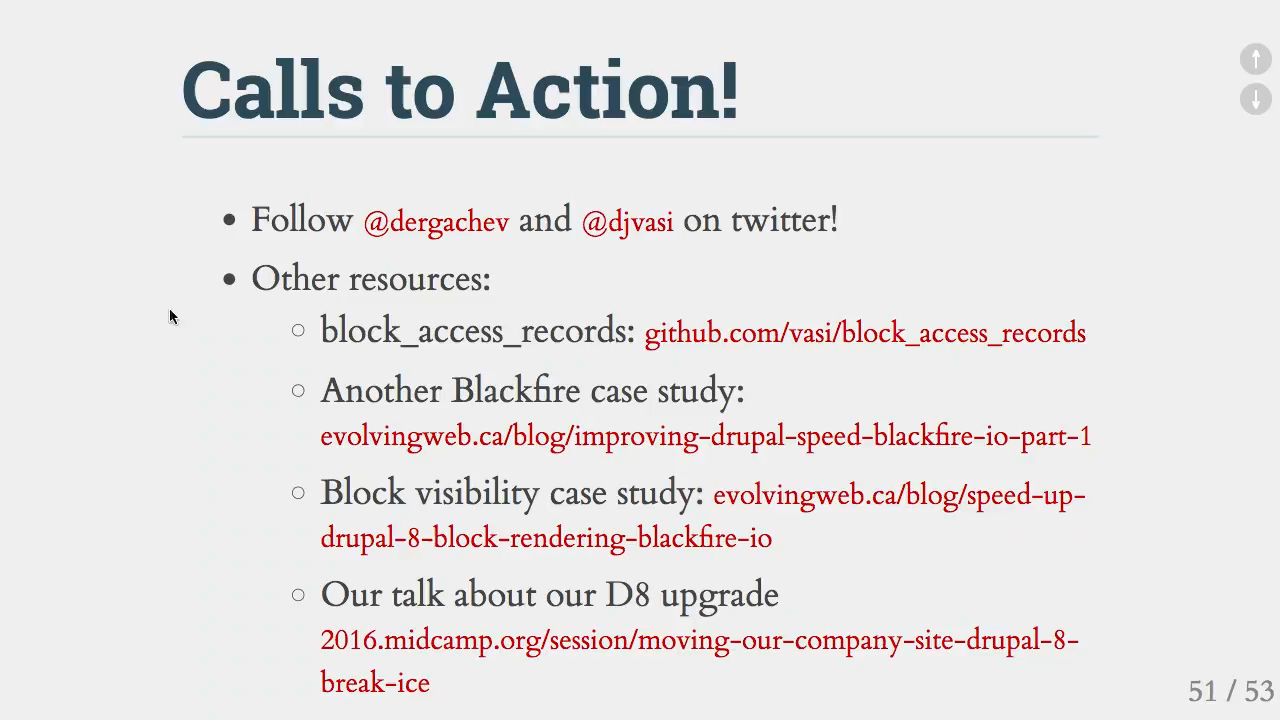 Calls to Action!
Follow @dergachev and @djvasi on twitter!
Other resources:
block_access_records: github.com/vasi/block_access_records
Another Blackfire case study:
evolvingweb.ca/blog/improving-drupal-speed-blackfire-io-part-1
Block visibility case study: evolvingweb.ca/blog/speed-up-
drupal-8-block-rendering-blackfire-io
Our talk about our D8 upgrade
2016.midcamp.org/session/moving-our-company-site-drupal-8-
break-ice
51 / 53